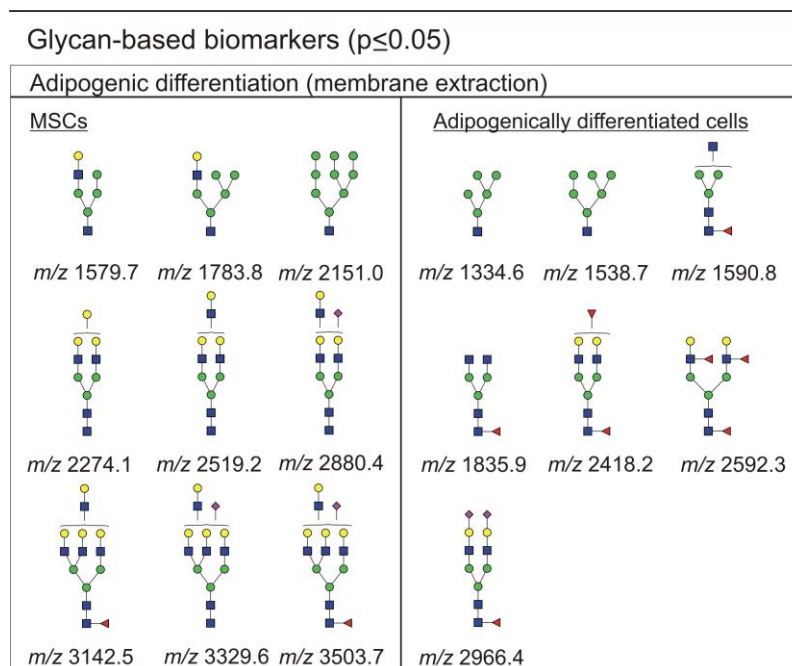 Glycan-based biomarkers (p≤0.05)
Adipogenic differentiation (membrane extraction)
MSCs
Adipogenically differentiated cells
m/z 1579.7
m/z 1783.8
m/z 2151.0
m/z 1334.6
m/z 1538.7
m/z 1590.8
m/z 2274.1
m/z 2519.2
m/z 2880.4
m/z 1835.9
m/z 2418.2
m/z 2592.3
m/z 3142.5
m/z 3329.6
m/z 3503.7
m/z 2966.4